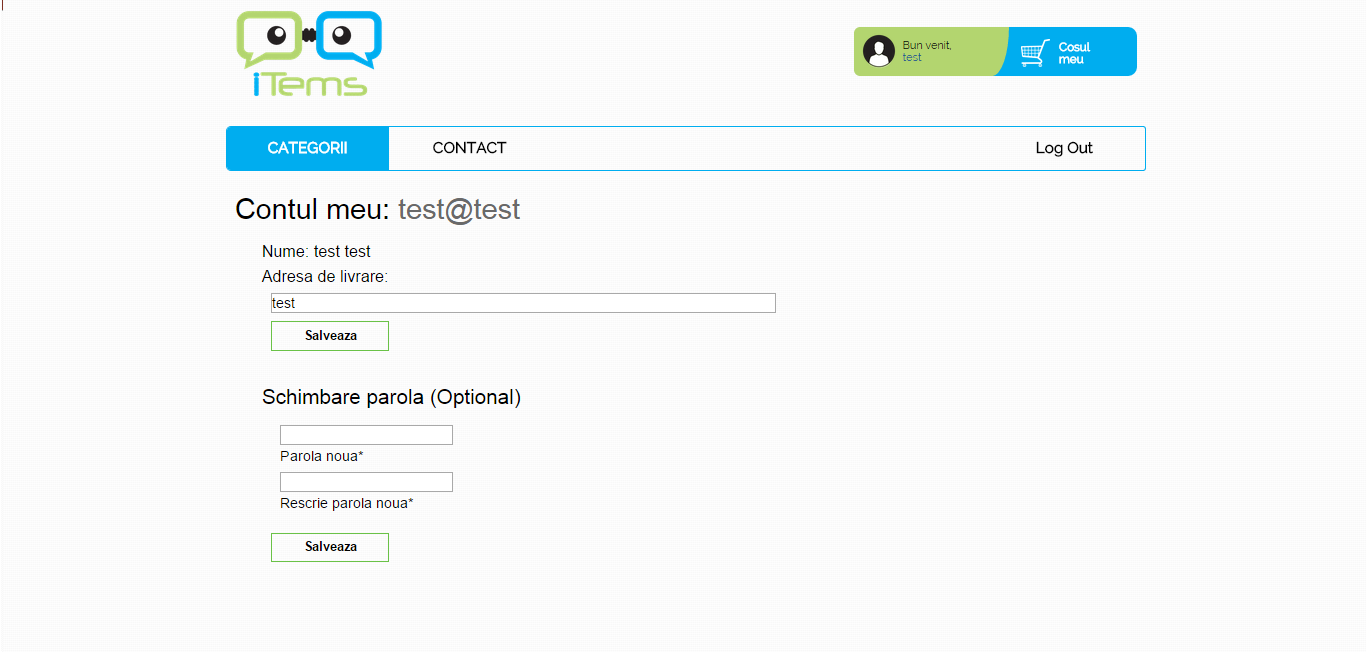 iTems
Bun venit,
test
Cosul
meu
CATEGORII
CONTACT
Log Out
Contul meu: test@test
Nume: test test
Adresa de livrare:
test
Salveaza
Schimbare parola (Optional)
Parola noua*
Rescrie parola noua*
Salveaza